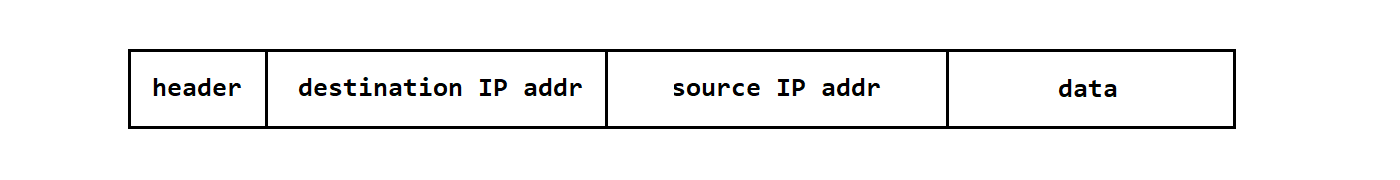 header destination IP addr source IP addr data